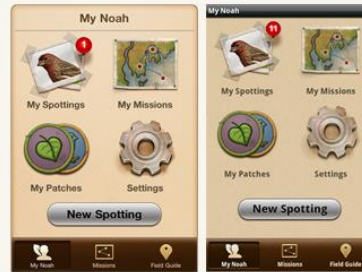 My Noah
1
My Spottings
My Missions
My Patches
Settings
New Spotting
My Noah
Missions
Field Guide
My Noah
11
My Spottings
My Missions
My Patches
Settings
New Spotting
My Noah
Missions
Field Guide